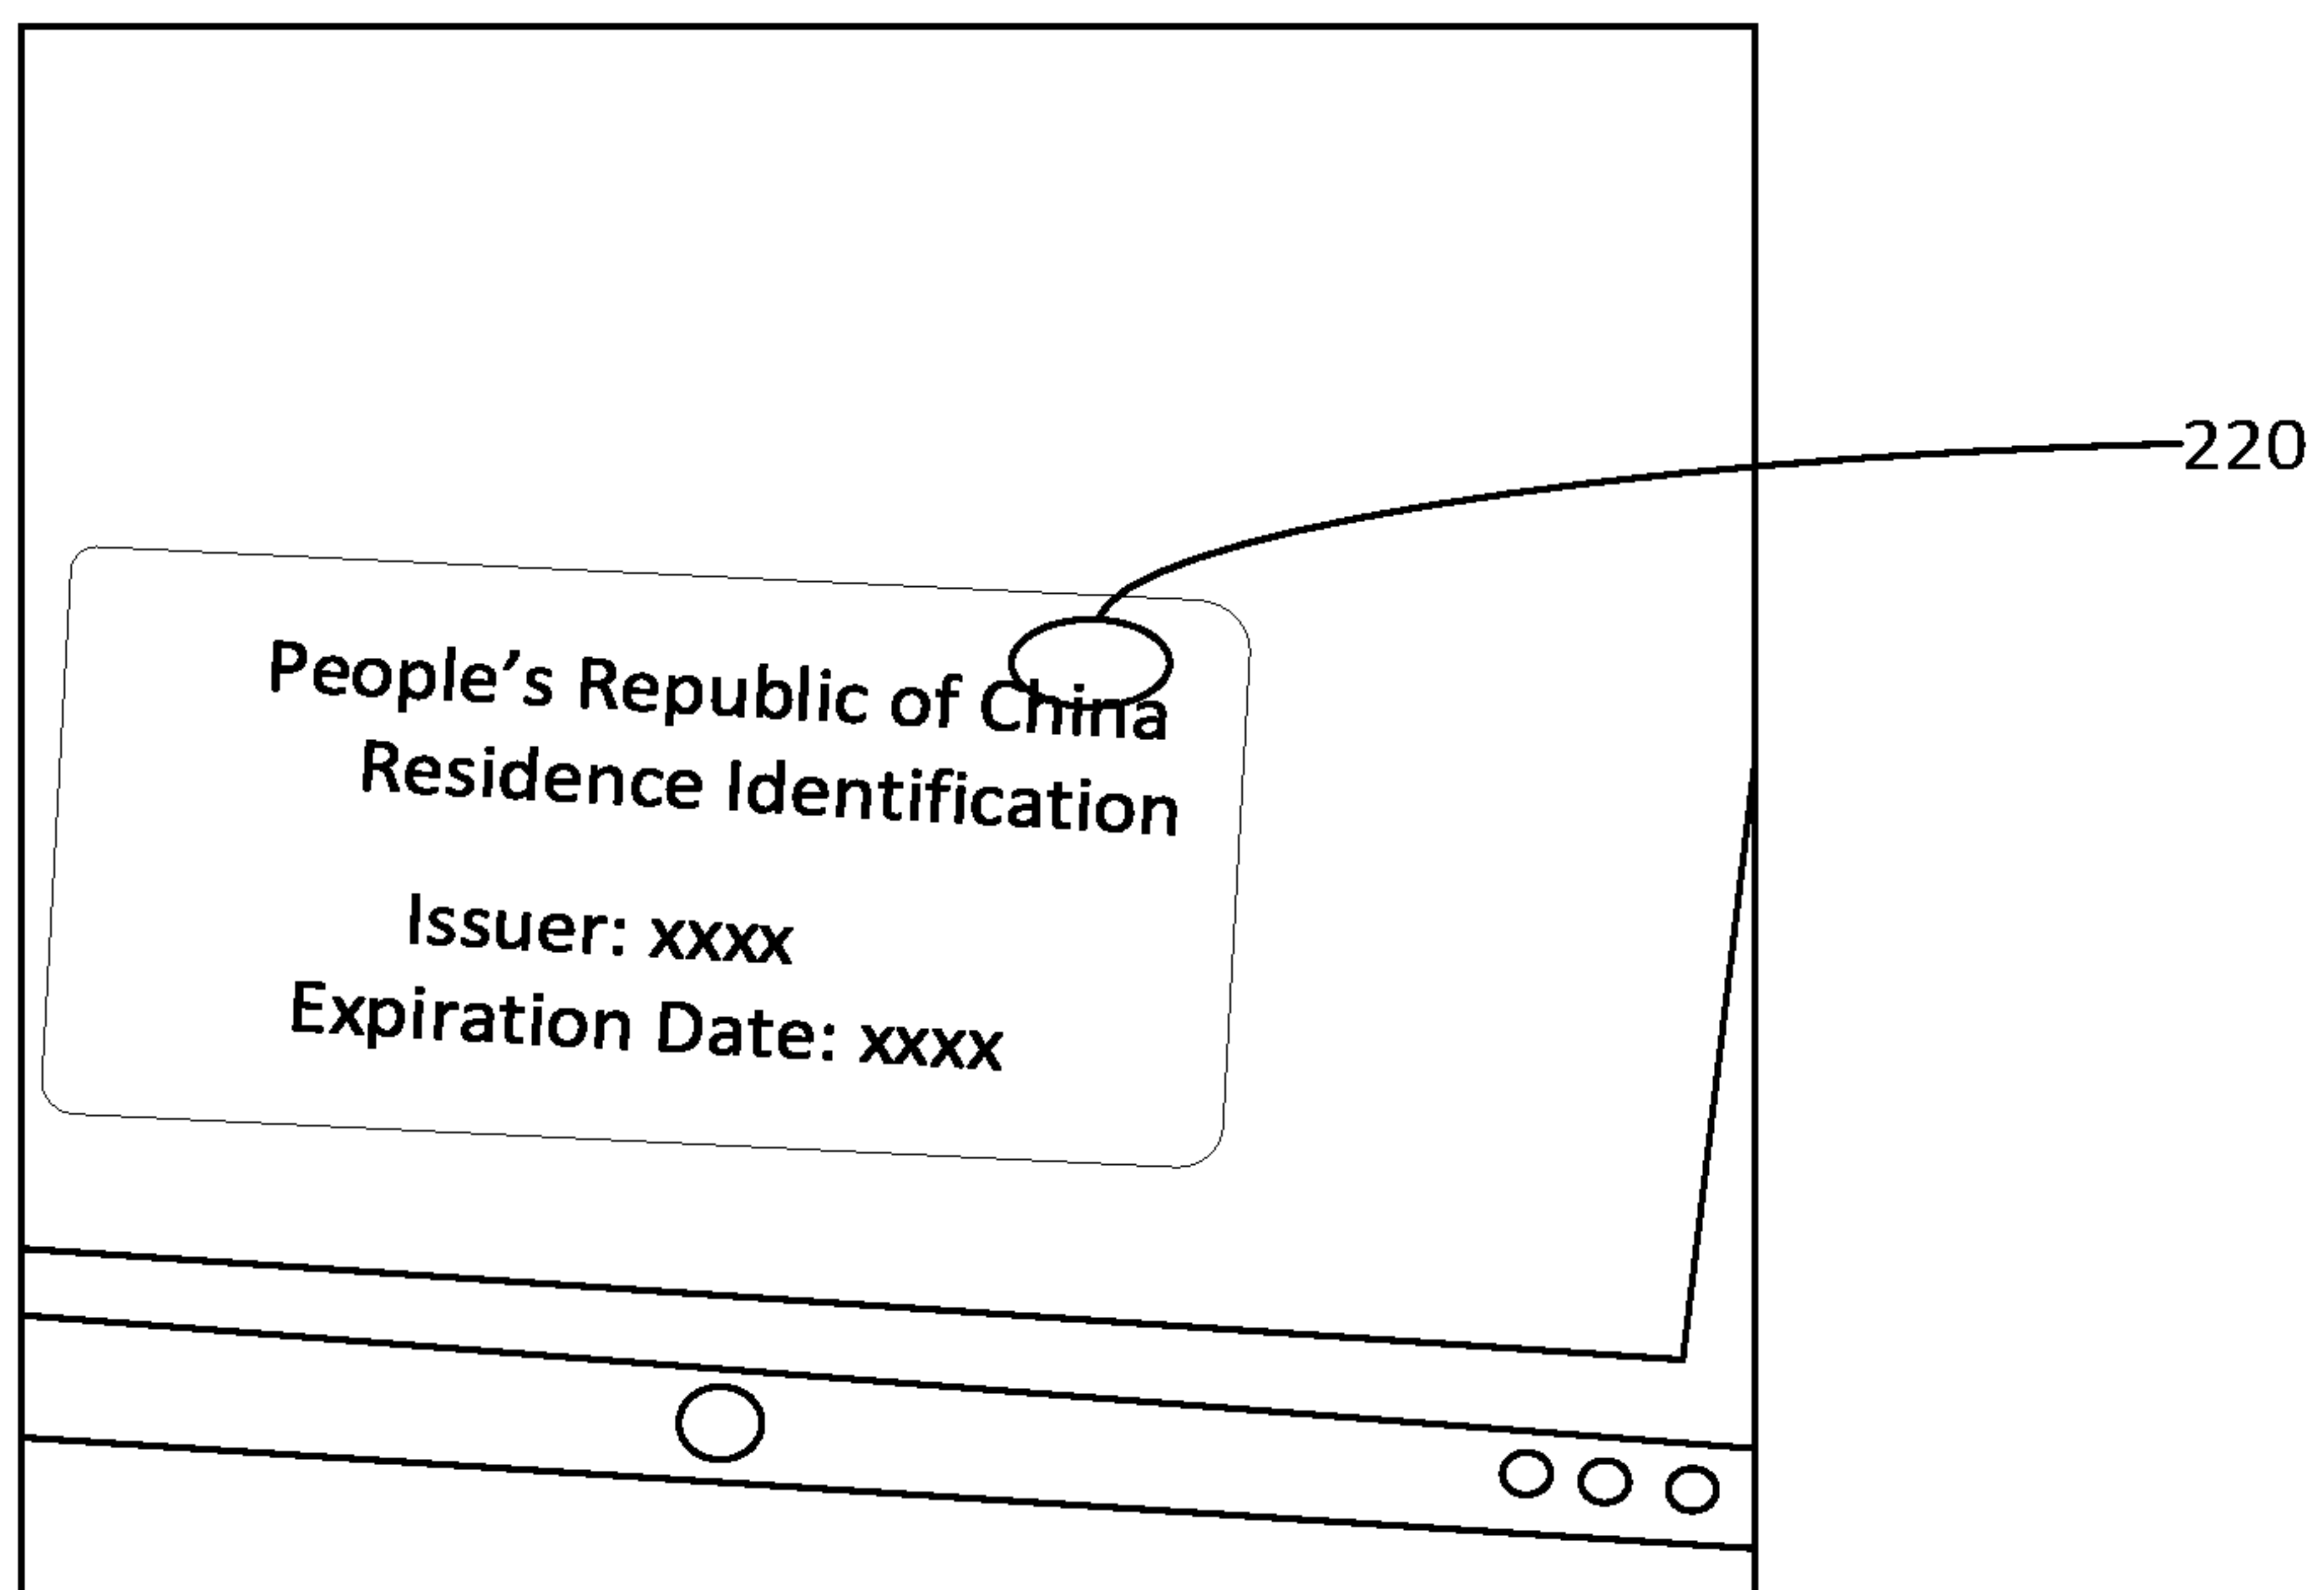 220
People's Republic of China
Residence Identification
Issuer: xxxx
Expiration Date: xxxx